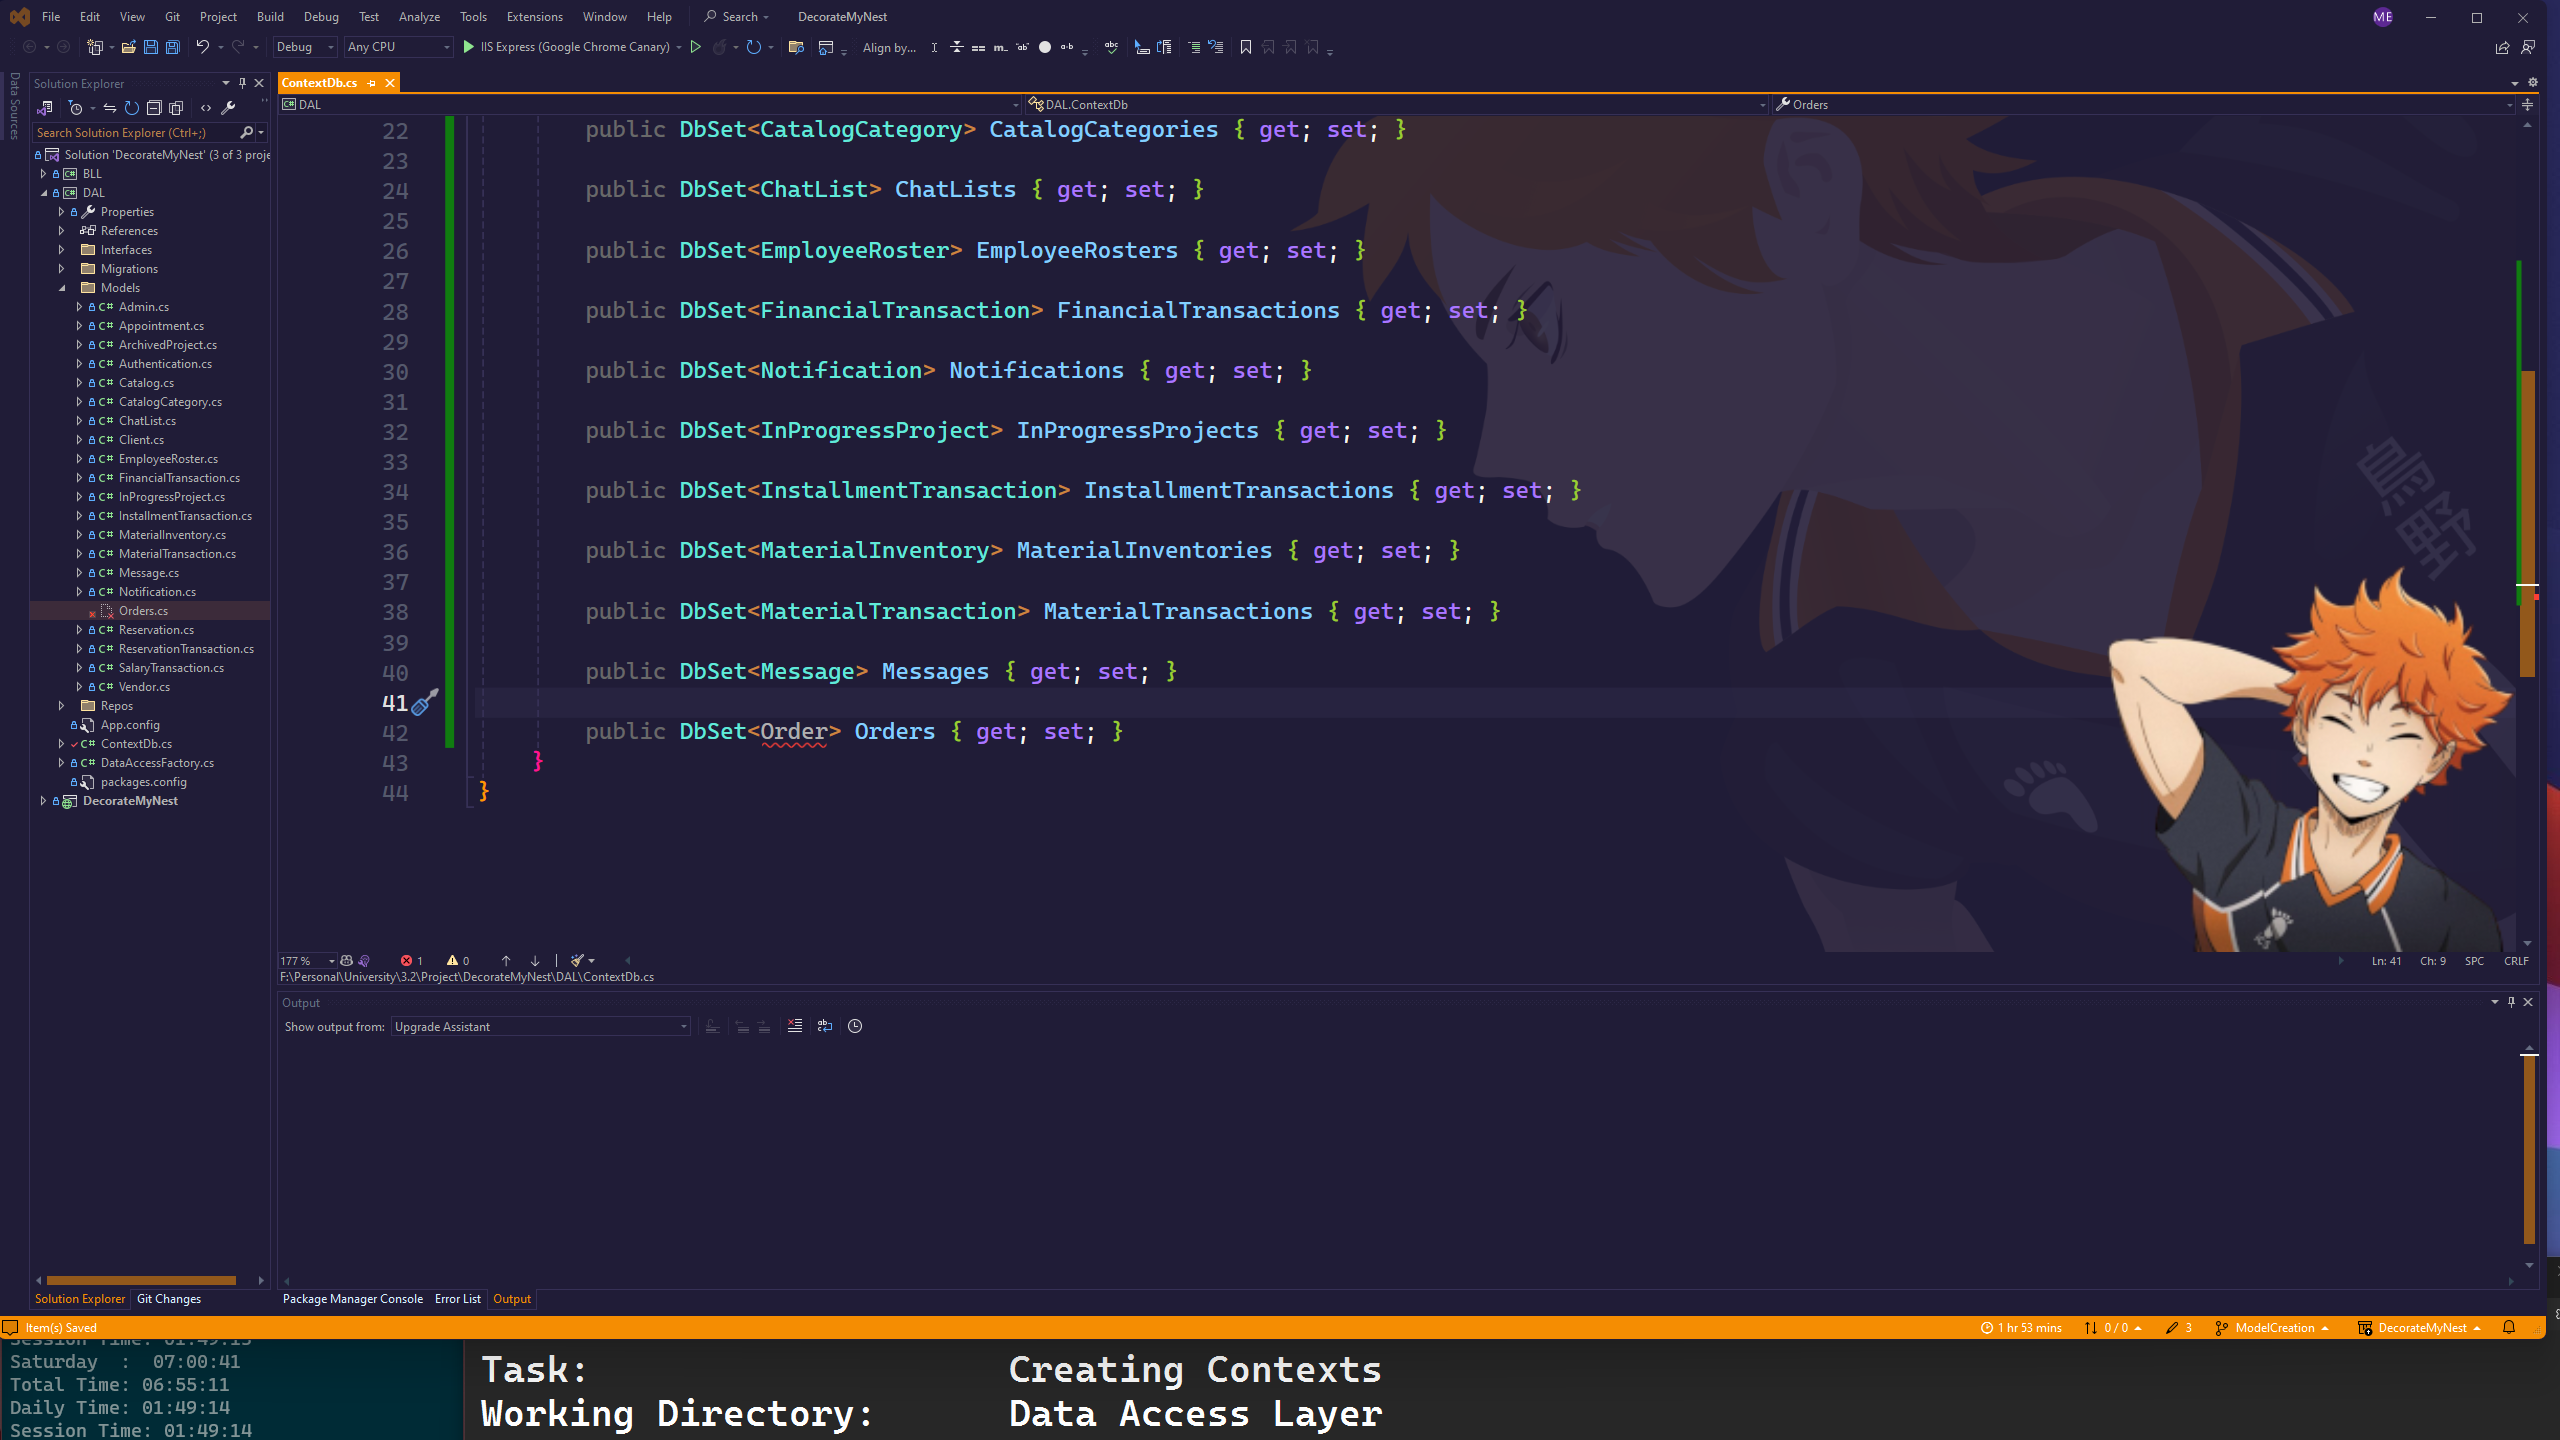 File Edit View Git Project Build Debug Test Analyze Tools Extensions Window Help Search DecorateMyNest ME
Debug Any CPU IIS Express (Google Chrome Canary) Align by...
Data Sources
Solution Explorer
Search Solution Explorer (Ctrl+;)
Solution 'DecorateMyNest' (3 of 3 proje
BLL
DAL
Properties
References
Interfaces
Migrations
Models
Admin.cs
Appointment.cs
ArchivedProject.cs
Authentication.cs
Catalog.cs
CatalogCategory.cs
ChatList.cs
Client.cs
EmployeeRoster.cs
FinancialTransaction.cs
InProgressProject.cs
InstallmentTransaction.cs
MaterialInventory.cs
MaterialTransaction.cs
Message.cs
Notification.cs
Orders.cs
Reservation.cs
ReservationTransaction.cs
SalaryTransaction.cs
Vendor.cs
Repos
App.config
ContextDb.cs
DataAccessFactory.cs
packages.config
DecorateMyNest
Solution Explorer Git Changes
ContextDb.cs
DAL DAL.ContextDb Orders
22 public DbSet<CatalogCategory> CatalogCategories { get; set; }
23
24 public DbSet<ChatList> ChatLists { get; set; }
25
26 public DbSet<EmployeeRoster> EmployeeRosters { get; set; }
27
28 public DbSet<FinancialTransaction> FinancialTransactions { get; set; }
29
30 public DbSet<Notification> Notifications { get; set; }
31
32 public DbSet<InProgressProject> InProgressProjects { get; set; }
33
34 public DbSet<InstallmentTransaction> InstallmentTransactions { get; set; }
35
36 public DbSet<MaterialInventory> MaterialInventories { get; set; }
37
38 public DbSet<MaterialTransaction> MaterialTransactions { get; set; }
39
40 public DbSet<Message> Messages { get; set; }
41
42 public DbSet<Order> Orders { get; set; }
43 }
44 }
烏野
177 % 1 0 Ln: 41 Ch: 9 SPC CRLF
F:\Personal\University\3.2\Project\DecorateMyNest\DAL\ContextDb.cs
Output
Show output from: Upgrade Assistant
Package Manager Console Error List Output
Item(s) Saved 1 hr 53 mins 0 / 0 3 ModelCreation DecorateMyNest
Session Time: 01:49:13
Saturday : 07:00:41
Total Time: 06:55:11
Daily Time: 01:49:14
Session Time: 01:49:14
Task: Creating Contexts
Working Directory: Data Access Layer